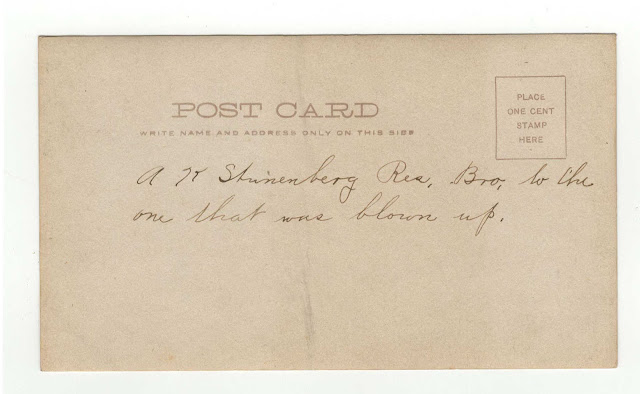 POST CARD
WRITE NAME AND ADDRESS ONLY ON THIS SIDE
PLACE
ONE CENT
STAMP
HERE
A K Stunenberg Res, Bro, to the
one that was blown up.